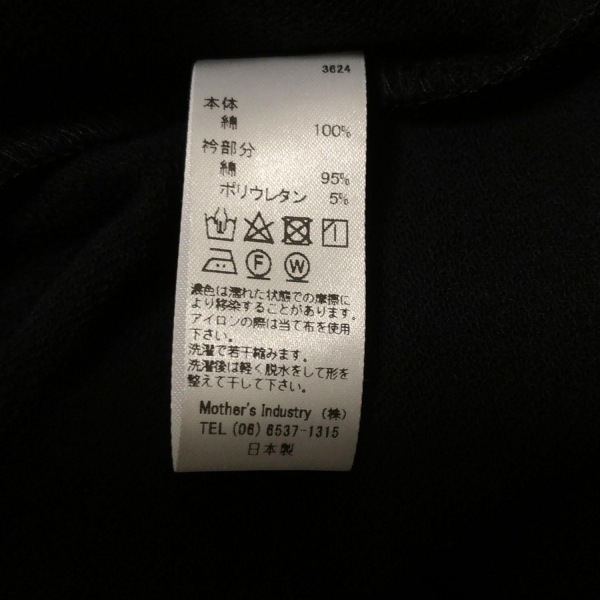 3624
本体
綿 100%
衿部分
綿 95%
ポリウレタン 5%
F W
濃色は濡れた状態での摩擦に
より移染することがあります。
アイロンの際は当て布を使用
下さい。
洗濯で若干縮みます。
洗濯後は軽く脱水をして形を
整えて干して下さい。
Mother's Industry (株)
TEL (06) 6537-1315
日本製